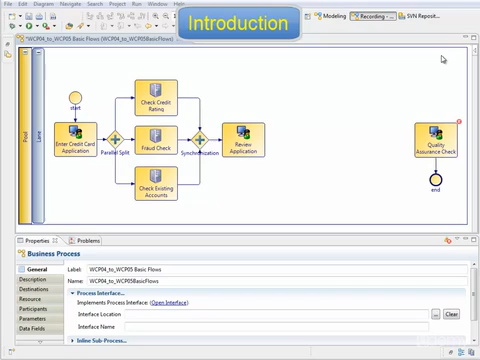 Introduction
File Edit Diagram Navigate Search Project Run Window Help
Modeling
Recording - ...
SVN Reposit...
*WCP04_to_WCP05 Basic Flows (WCP04_to_WCP05BasicFlows)
Pool
Lane
start
Enter Credit Card
Application
Parallel Split
Check Credit
Rating
Fraud Check
Check Existing
Accounts
Synchronization
Review
Application
Quality
Assurance Check
end
Properties
Problems
Business Process
General
Description
Destinations
Resource
Participants
Parameters
Data Fields
Label: WCP04_to_WCP05 Basic Flows
Name: WCP04_to_WCP05BasicFlows
Process Interface...
Implements Process Interface: (Open Interface)
Interface Location
... Clear
Interface Name
Inline Sub-Process...